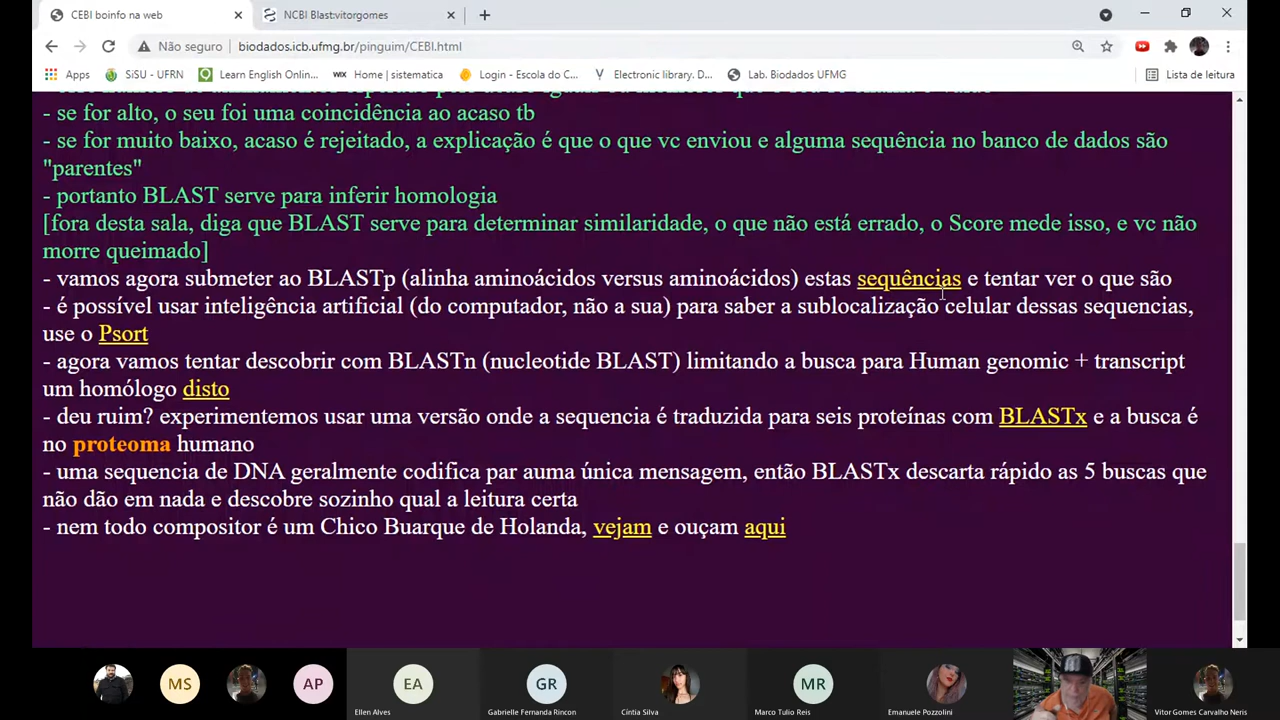 CEBI boinfo na web
NCBI Blast:vitorgomes
Não seguro
biodados.icb.ufmg.br/pinguim/CEBI.html
Apps
SiSU - UFRN
Learn English Onlin...
WIX Home | sistematica
Login - Escola do C...
Electronic library. D...
Lab. Biodados UFMG
Lista de leitura
- se for alto, o seu foi uma coincidência ao acaso tb
- se for muito baixo, acaso é rejeitado, a explicação é que o que vc enviou e alguma sequência no banco de dados são
"parentes"
- portanto BLAST serve para inferir homologia
[fora desta sala, diga que BLAST serve para determinar similaridade, o que não está errado, o Score mede isso, e vc não
morre queimado]
- vamos agora submeter ao BLASTp (alinha aminoácidos versus aminoácidos) estas sequências e tentar ver o que são
- é possível usar inteligência artificial (do computador, não a sua) para saber a sublocalização celular dessas sequencias,
use o Psort
- agora vamos tentar descobrir com BLASTn (nucleotide BLAST) limitando a busca para Human genomic + transcript
um homólogo disto
- deu ruim? experimentemos usar uma versão onde a sequencia é traduzida para seis proteínas com BLASTx e a busca é
no proteoma humano
- uma sequencia de DNA geralmente codifica par auma única mensagem, então BLASTx descarta rápido as 5 buscas que
não dão em nada e descobre sozinho qual a leitura certa
- nem todo compositor é um Chico Buarque de Holanda, vejam e ouçam aqui
MS
AP
EA
GR
MR
Ellen Alves
Gabrielle Fernanda Rincon
Cíntia Silva
Marco Tulio Reis
Emanuele Pozzolini
Vitor Gomes Carvalho Neris